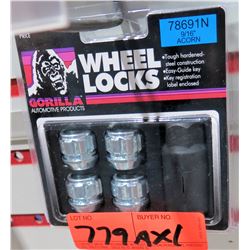 PRICE
78691N
9/16"
ACORN
WHEEL
LOCKS
•Tough hardened-
steel construction
•Easy-Guide key
•Key registration
label enclosed
GORILLA
AUTOMOTIVE PRODUCTS
LOT NO.
BUYER NO.
779AX1